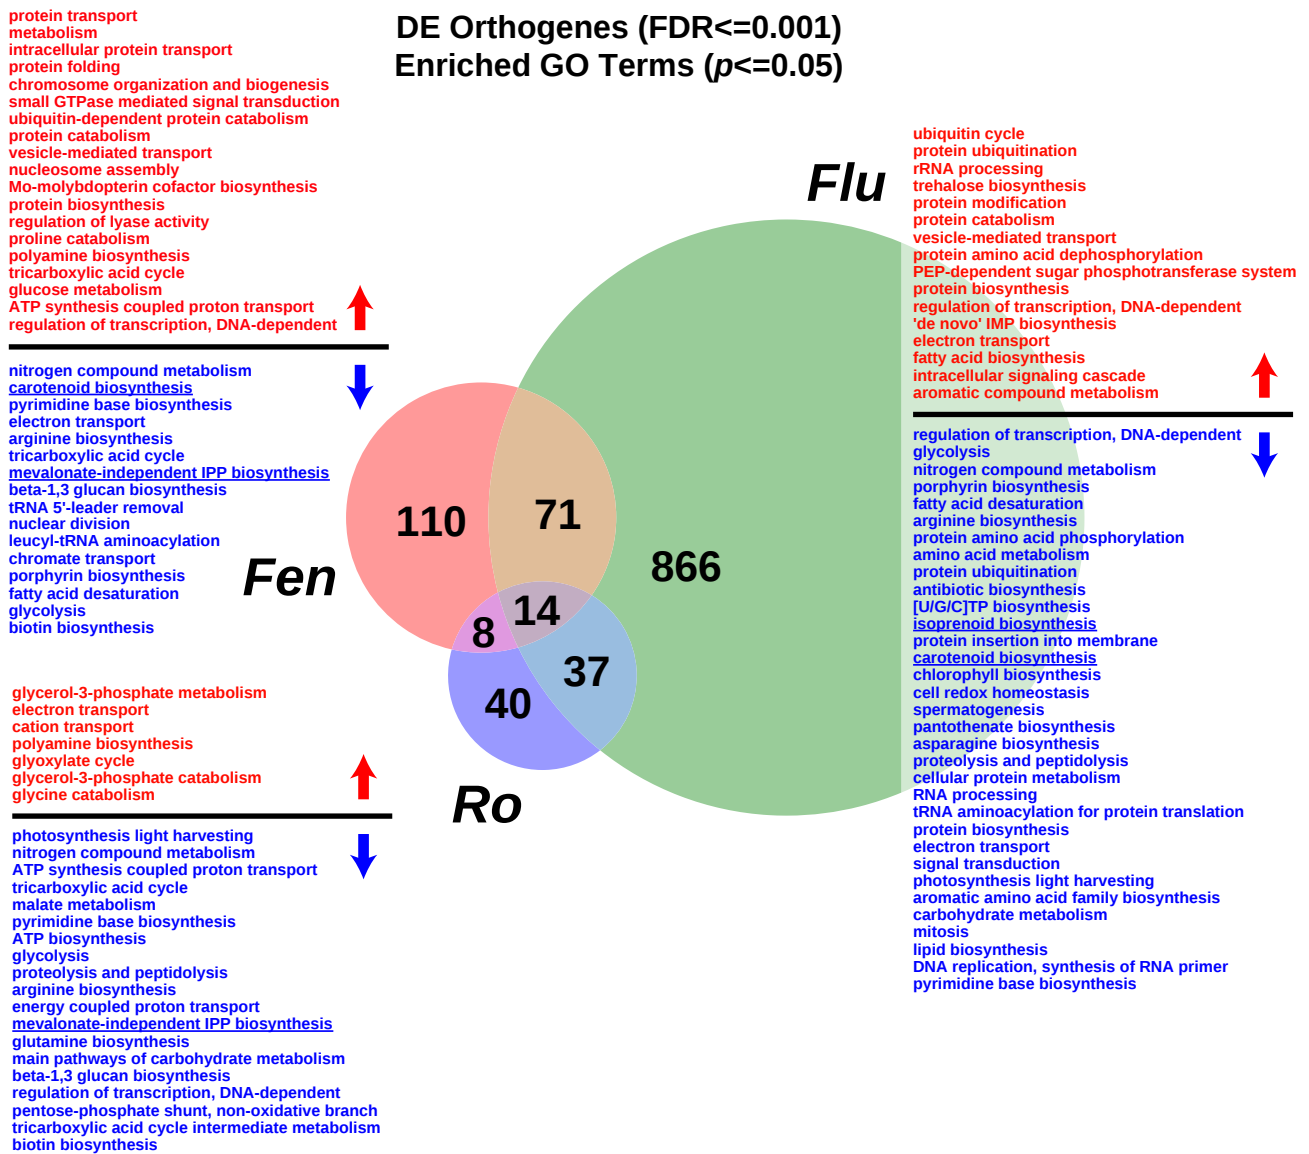 DE Orthogenes (FDR<=0.001)
Enriched GO Terms (p<=0.05)
protein transport
metabolism
intracellular protein transport
protein folding
chromosome organization and biogenesis
small GTPase mediated signal transduction
ubiquitin-dependent protein catabolism
protein catabolism
vesicle-mediated transport
nucleosome assembly
Mo-molybdopterin cofactor biosynthesis
protein biosynthesis
regulation of lyase activity
proline catabolism
polyamine biosynthesis
tricarboxylic acid cycle
glucose metabolism
ATP synthesis coupled proton transport
regulation of transcription, DNA-dependent
nitrogen compound metabolism
carotenoid biosynthesis
pyrimidine base biosynthesis
electron transport
arginine biosynthesis
tricarboxylic acid cycle
mevalonate-independent IPP biosynthesis
beta-1,3 glucan biosynthesis
tRNA 5'-leader removal
nuclear division
leucyl-tRNA aminoacylation
chromate transport
porphyrin biosynthesis
fatty acid desaturation
glycolysis
biotin biosynthesis
Fen
glycerol-3-phosphate metabolism
electron transport
cation transport
polyamine biosynthesis
glyoxylate cycle
glycerol-3-phosphate catabolism
glycine catabolism
photosynthesis light harvesting
nitrogen compound metabolism
ATP synthesis coupled proton transport
tricarboxylic acid cycle
malate metabolism
pyrimidine base biosynthesis
ATP biosynthesis
glycolysis
proteolysis and peptidolysis
arginine biosynthesis
energy coupled proton transport
mevalonate-independent IPP biosynthesis
glutamine biosynthesis
main pathways of carbohydrate metabolism
beta-1,3 glucan biosynthesis
regulation of transcription, DNA-dependent
pentose-phosphate shunt, non-oxidative branch
tricarboxylic acid cycle intermediate metabolism
biotin biosynthesis
Ro
110
71
866
14
8
37
40
Flu
ubiquitin cycle
protein ubiquitination
rRNA processing
trehalose biosynthesis
protein modification
protein catabolism
vesicle-mediated transport
protein amino acid dephosphorylation
PEP-dependent sugar phosphotransferase system
protein biosynthesis
regulation of transcription, DNA-dependent
'de novo' IMP biosynthesis
electron transport
fatty acid biosynthesis
intracellular signaling cascade
aromatic compound metabolism
regulation of transcription, DNA-dependent
glycolysis
nitrogen compound metabolism
porphyrin biosynthesis
fatty acid desaturation
arginine biosynthesis
protein amino acid phosphorylation
amino acid metabolism
protein ubiquitination
antibiotic biosynthesis
[U/G/C]TP biosynthesis
isoprenoid biosynthesis
protein insertion into membrane
carotenoid biosynthesis
chlorophyll biosynthesis
cell redox homeostasis
spermatogenesis
pantothenate biosynthesis
asparagine biosynthesis
proteolysis and peptidolysis
cellular protein metabolism
RNA processing
tRNA aminoacylation for protein translation
protein biosynthesis
electron transport
signal transduction
photosynthesis light harvesting
aromatic amino acid family biosynthesis
carbohydrate metabolism
mitosis
lipid biosynthesis
DNA replication, synthesis of RNA primer
pyrimidine base biosynthesis